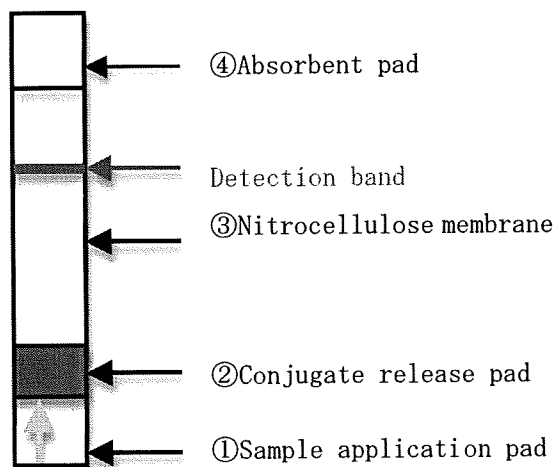 ④Absorbent pad
Detection band
③Nitrocellulose membrane
②Conjugate release pad
①Sample application pad